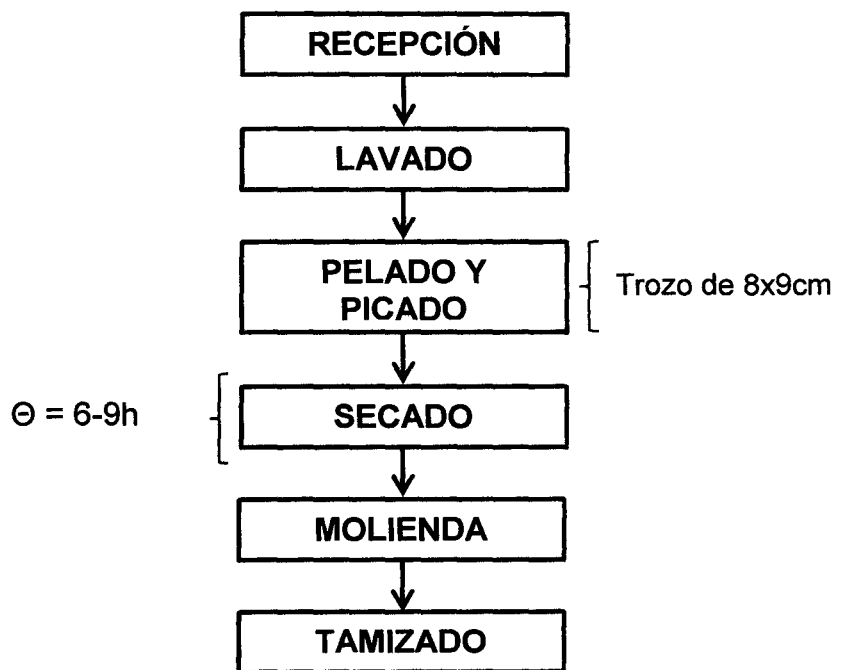 RECEPCIÓN
LAVADO
PELADO Y
PICADO
Trozo de 8x9cm
Θ = 6-9h
SECADO
MOLIENDA
TAMIZADO